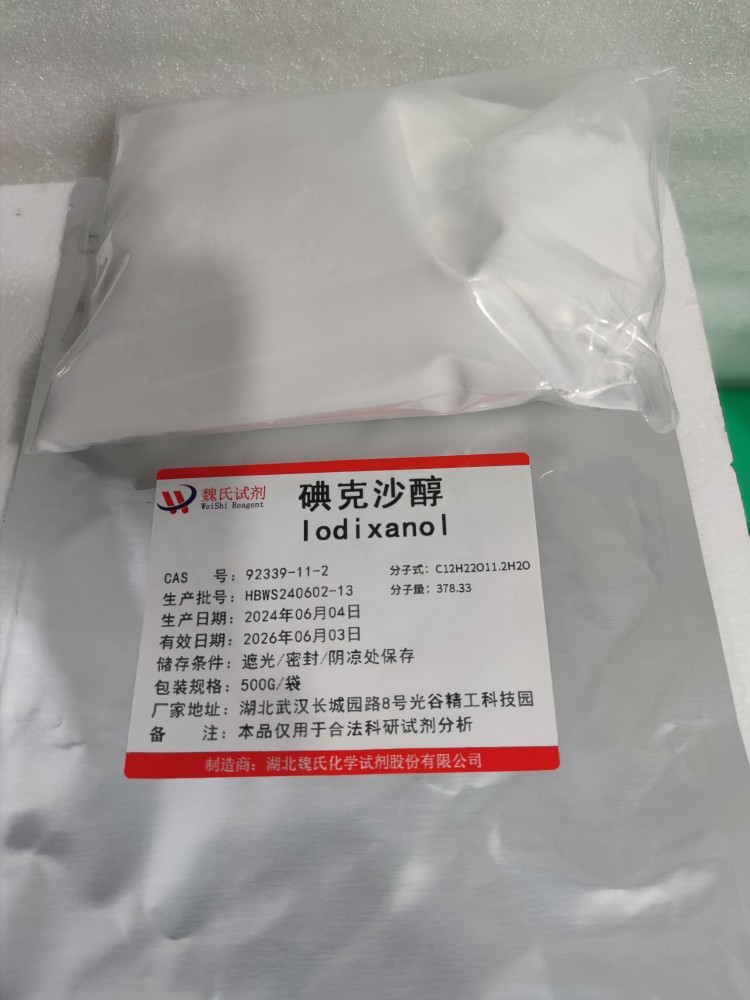 魏氏试剂
WeiShi Reagent
碘克沙醇
Iodixanol
CAS 号：92339-11-2
分子式：C12H22O11.2H2O
生产批号：HBWS240602-13
分子量：378.33
生产日期：2024年06月04日
有效日期：2026年06月03日
储存条件：遮光/密封/阴凉处保存
包装规格：500G/袋
厂家地址：湖北武汉长城园路8号光谷精工科技园
备 注：本品仅用于合法科研试剂分析
制造商：湖北魏氏化学试剂股份有限公司